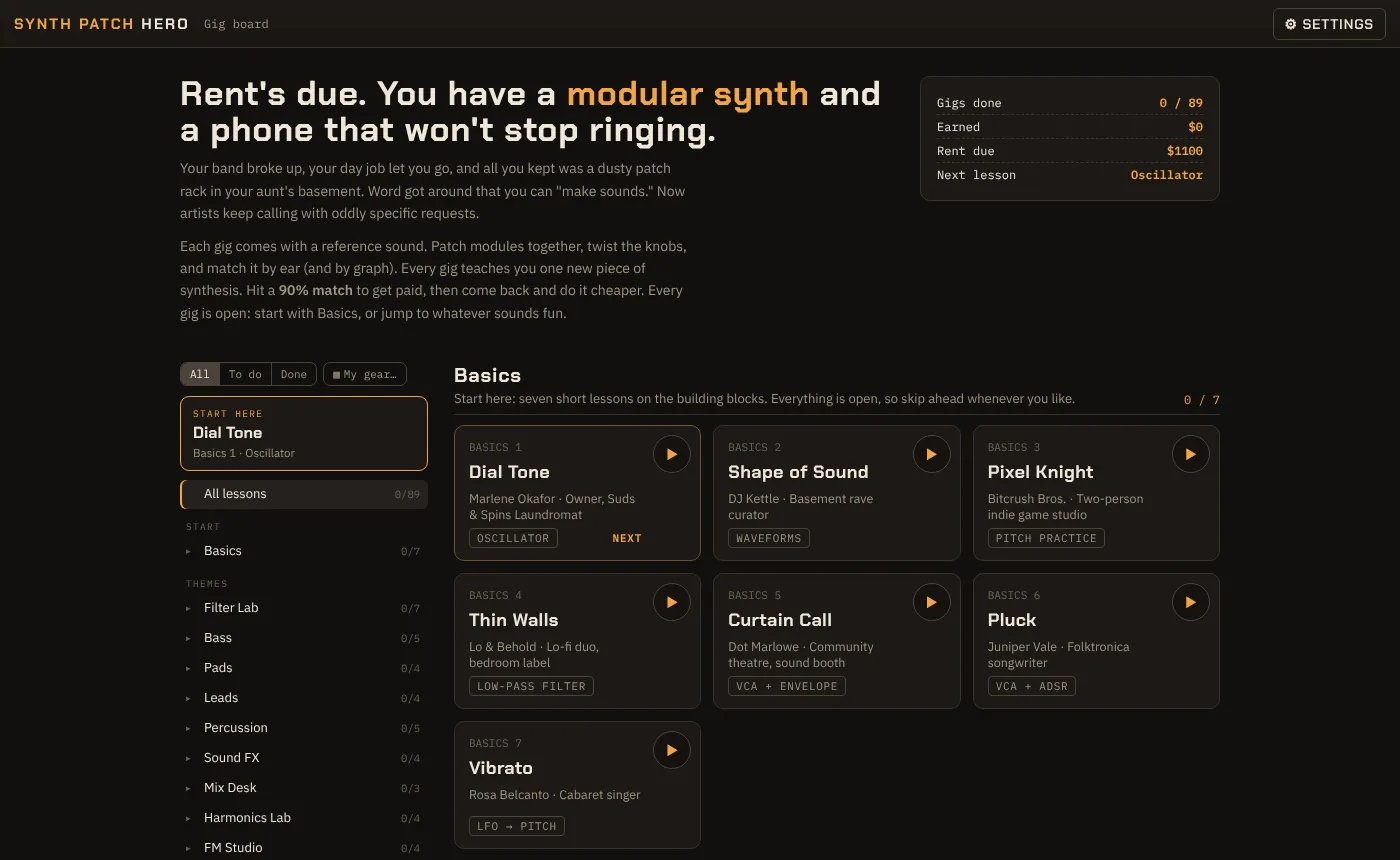 SYNTH PATCH HERO Gig board
⚙ SETTINGS
Rent's due. You have a modular synth and
a phone that won't stop ringing.
Your band broke up, your day job let you go, and all you kept was a dusty patch
rack in your aunt's basement. Word got around that you can "make sounds." Now
artists keep calling with oddly specific requests.
Each gig comes with a reference sound. Patch modules together, twist the knobs,
and match it by ear (and by graph). Every gig teaches you one new piece of
synthesis. Hit a 90% match to get paid, then come back and do it cheaper. Every
gig is open: start with Basics, or jump to whatever sounds fun.
Gigs done 0 / 89
Earned $0
Rent due $1100
Next lesson Oscillator
All To do Done My gear…
START HERE
Dial Tone
Basics 1 · Oscillator
All lessons 0/89
START
Basics 0/7
THEMES
Filter Lab 0/7
Bass 0/5
Pads 0/4
Leads 0/4
Percussion 0/5
Sound FX 0/4
Mix Desk 0/3
Harmonics Lab 0/4
FM Studio 0/4
Basics
Start here: seven short lessons on the building blocks. Everything is open, so skip ahead whenever you like. 0 / 7
BASICS 1
Dial Tone
Marlene Okafor · Owner, Suds
& Spins Laundromat
OSCILLATOR NEXT
BASICS 2
Shape of Sound
DJ Kettle · Basement rave
curator
WAVEFORMS
BASICS 3
Pixel Knight
Bitcrush Bros. · Two-person
indie game studio
PITCH PRACTICE
BASICS 4
Thin Walls
Lo & Behold · Lo-fi duo,
bedroom label
LOW-PASS FILTER
BASICS 5
Curtain Call
Dot Marlowe · Community
theatre, sound booth
VCA + ENVELOPE
BASICS 6
Pluck
Juniper Vale · Folktronica
songwriter
VCA + ADSR
BASICS 7
Vibrato
Rosa Belcanto · Cabaret singer
LFO → PITCH